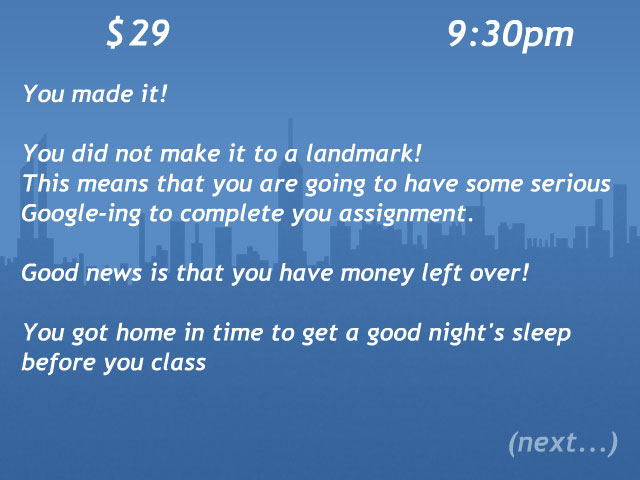 $29
9:30pm
You made it!
You did not make it to a landmark!
This means that you are going to have some serious
Google-ing to complete you assignment.
Good news is that you have money left over!
You got home in time to get a good night's sleep
before you class
(next...)